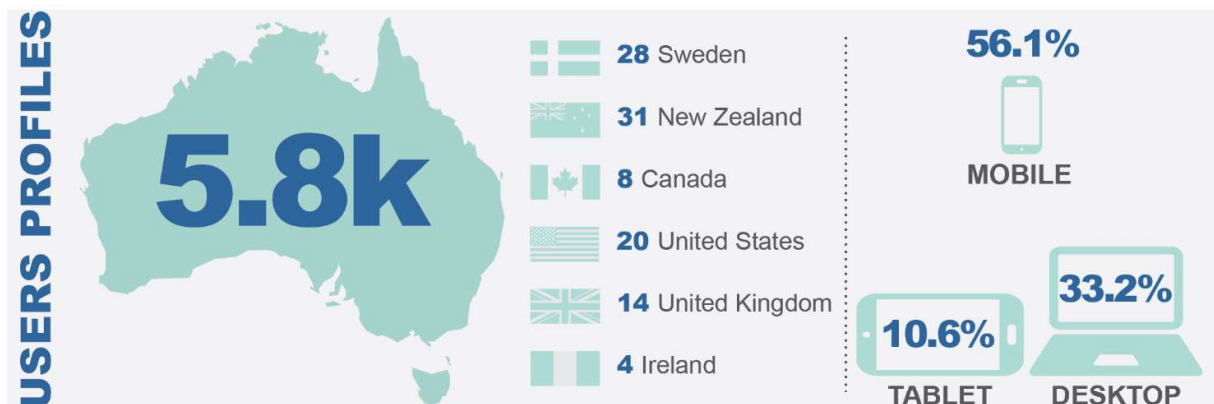 USERS PROFILES
5.8k
28 Sweden
31 New Zealand
8 Canada
20 United States
14 United Kingdom
4 Ireland
56.1%
MOBILE
10.6%
TABLET
33.2%
DESKTOP